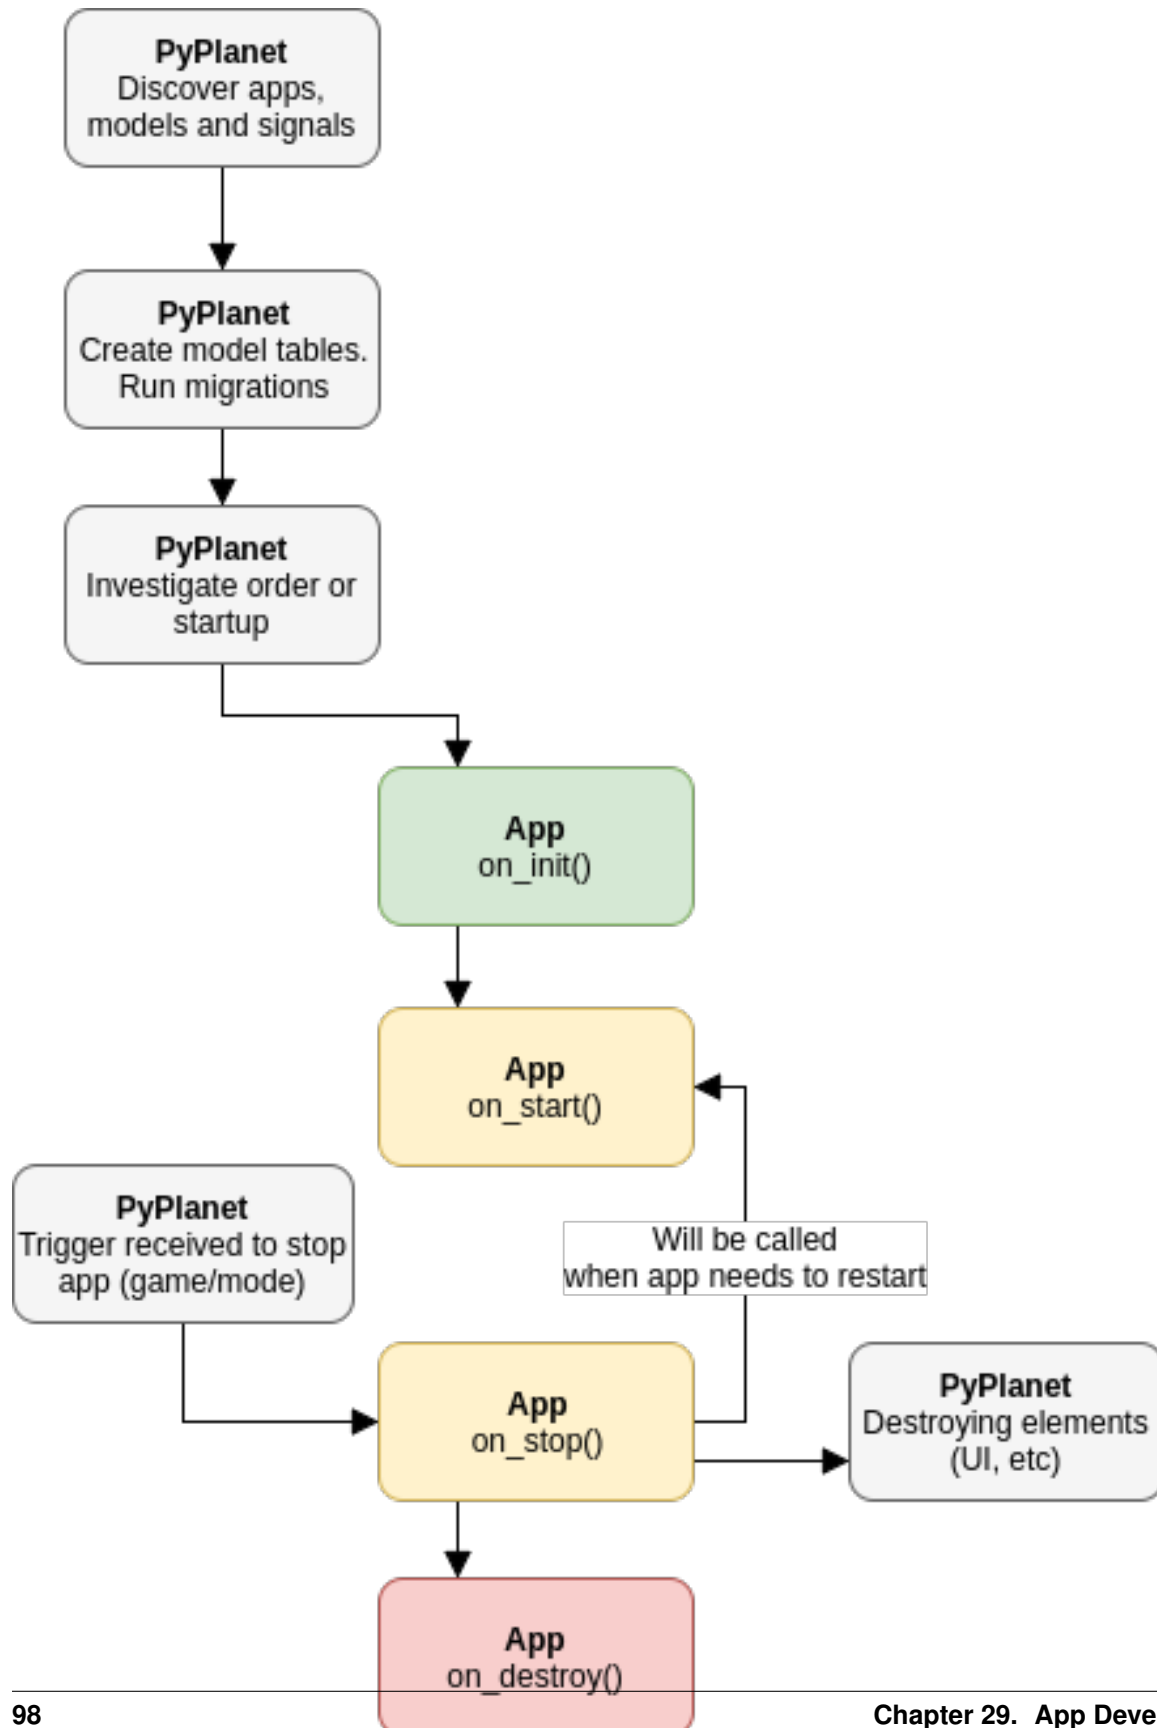 PyPlanet
Discover apps,
models and signals
PyPlanet
Create model tables.
Run migrations
PyPlanet
Investigate order or
startup
App
on_init()
App
on_start()
PyPlanet
Trigger received to stop
app (game/mode)
Will be called
when app needs to restart
App
on_stop()
PyPlanet
Destroying elements
(UI, etc)
App
on_destroy()
98
Chapter 29. App Deve